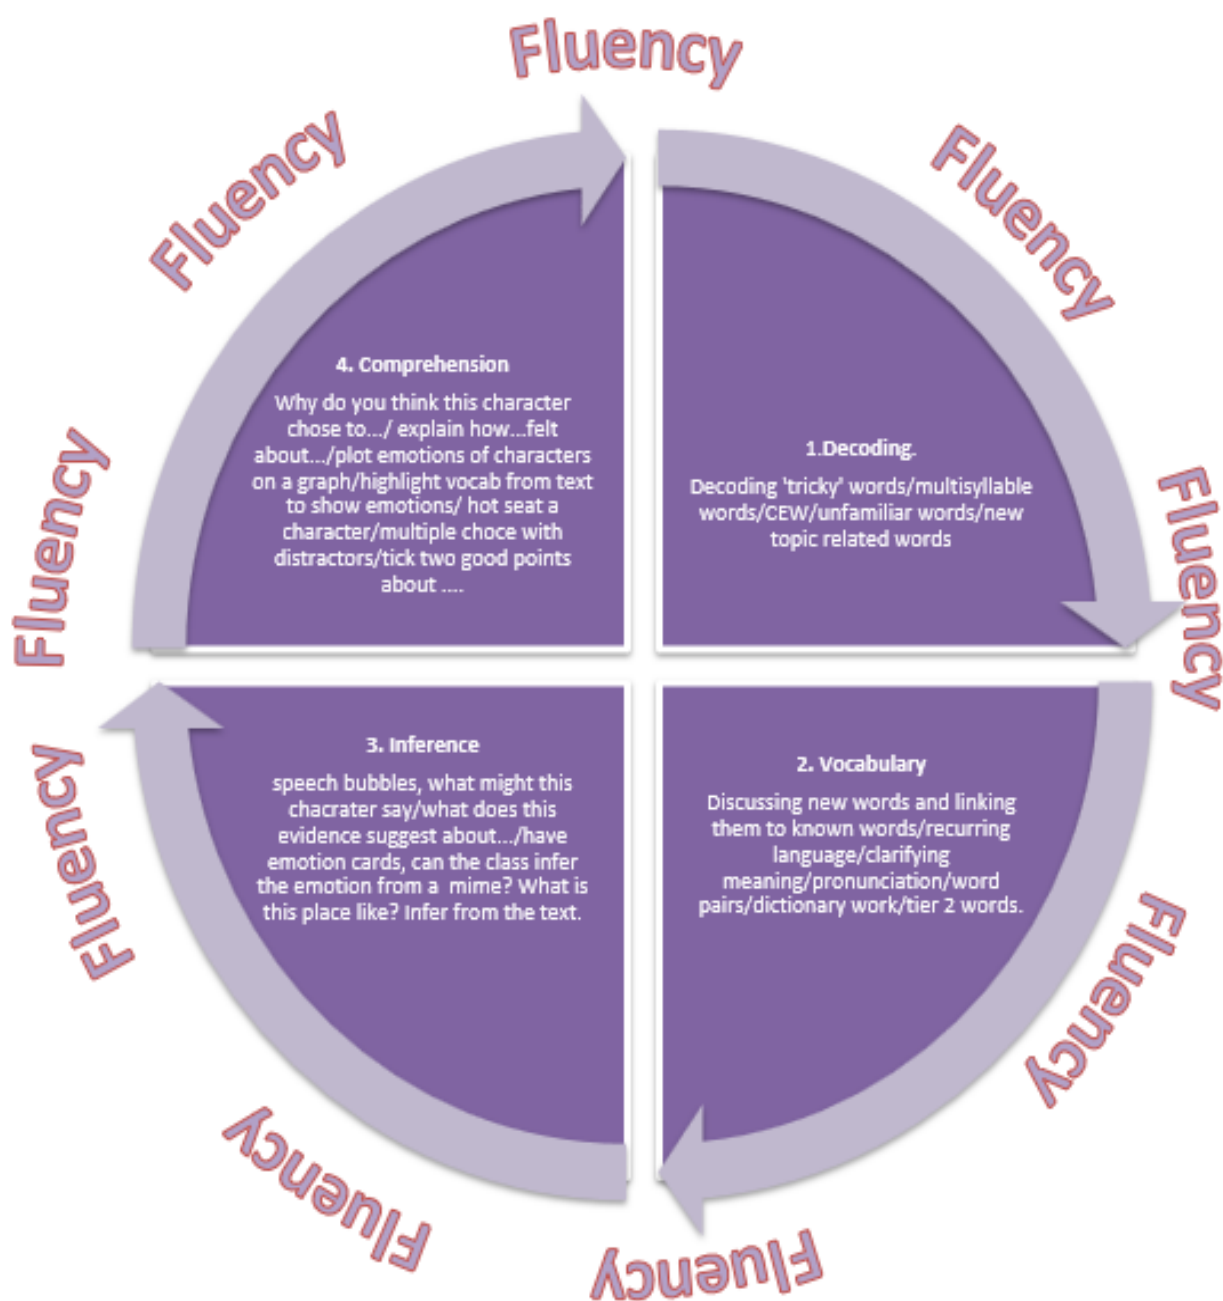 Fluency
Fluency
Fluency
Fluency
Fluency
Fluency
Fluency
Fluency
Fluency
1.Decoding.
Decoding 'tricky' words/multisyllable
words/CEW/unfamiliar words/new
topic related words
2. Vocabulary
Discussing new words and linking
them to known words/recurring
language/clarifying
meaning/pronunciation/word
pairs/dictionary work/tier 2 words.
3. Inference
speech bubbles, what might this
chacrater say/what does this
evidence suggest about.../have
emotion cards, can the class infer
the emotion from a  mime? What is
this place like? Infer from the text.
4. Comprehension
Why do you think this character
chose to.../ explain how...felt
about.../plot emotions of characters
on a graph/highlight vocab from text
to show emotions/ hot seat a
character/multiple choce with
distractors/tick two good points
about ....